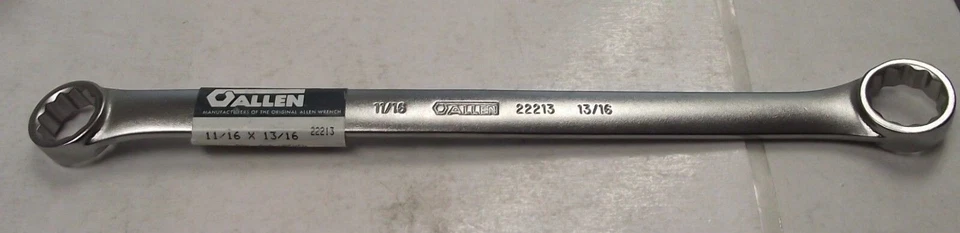 ALLEN
MANUFACTURERS OF THE ORIGINAL ALLEN WRENCH
11/16 X 13/16 22213
11/16 ALLEN 22213 13/16